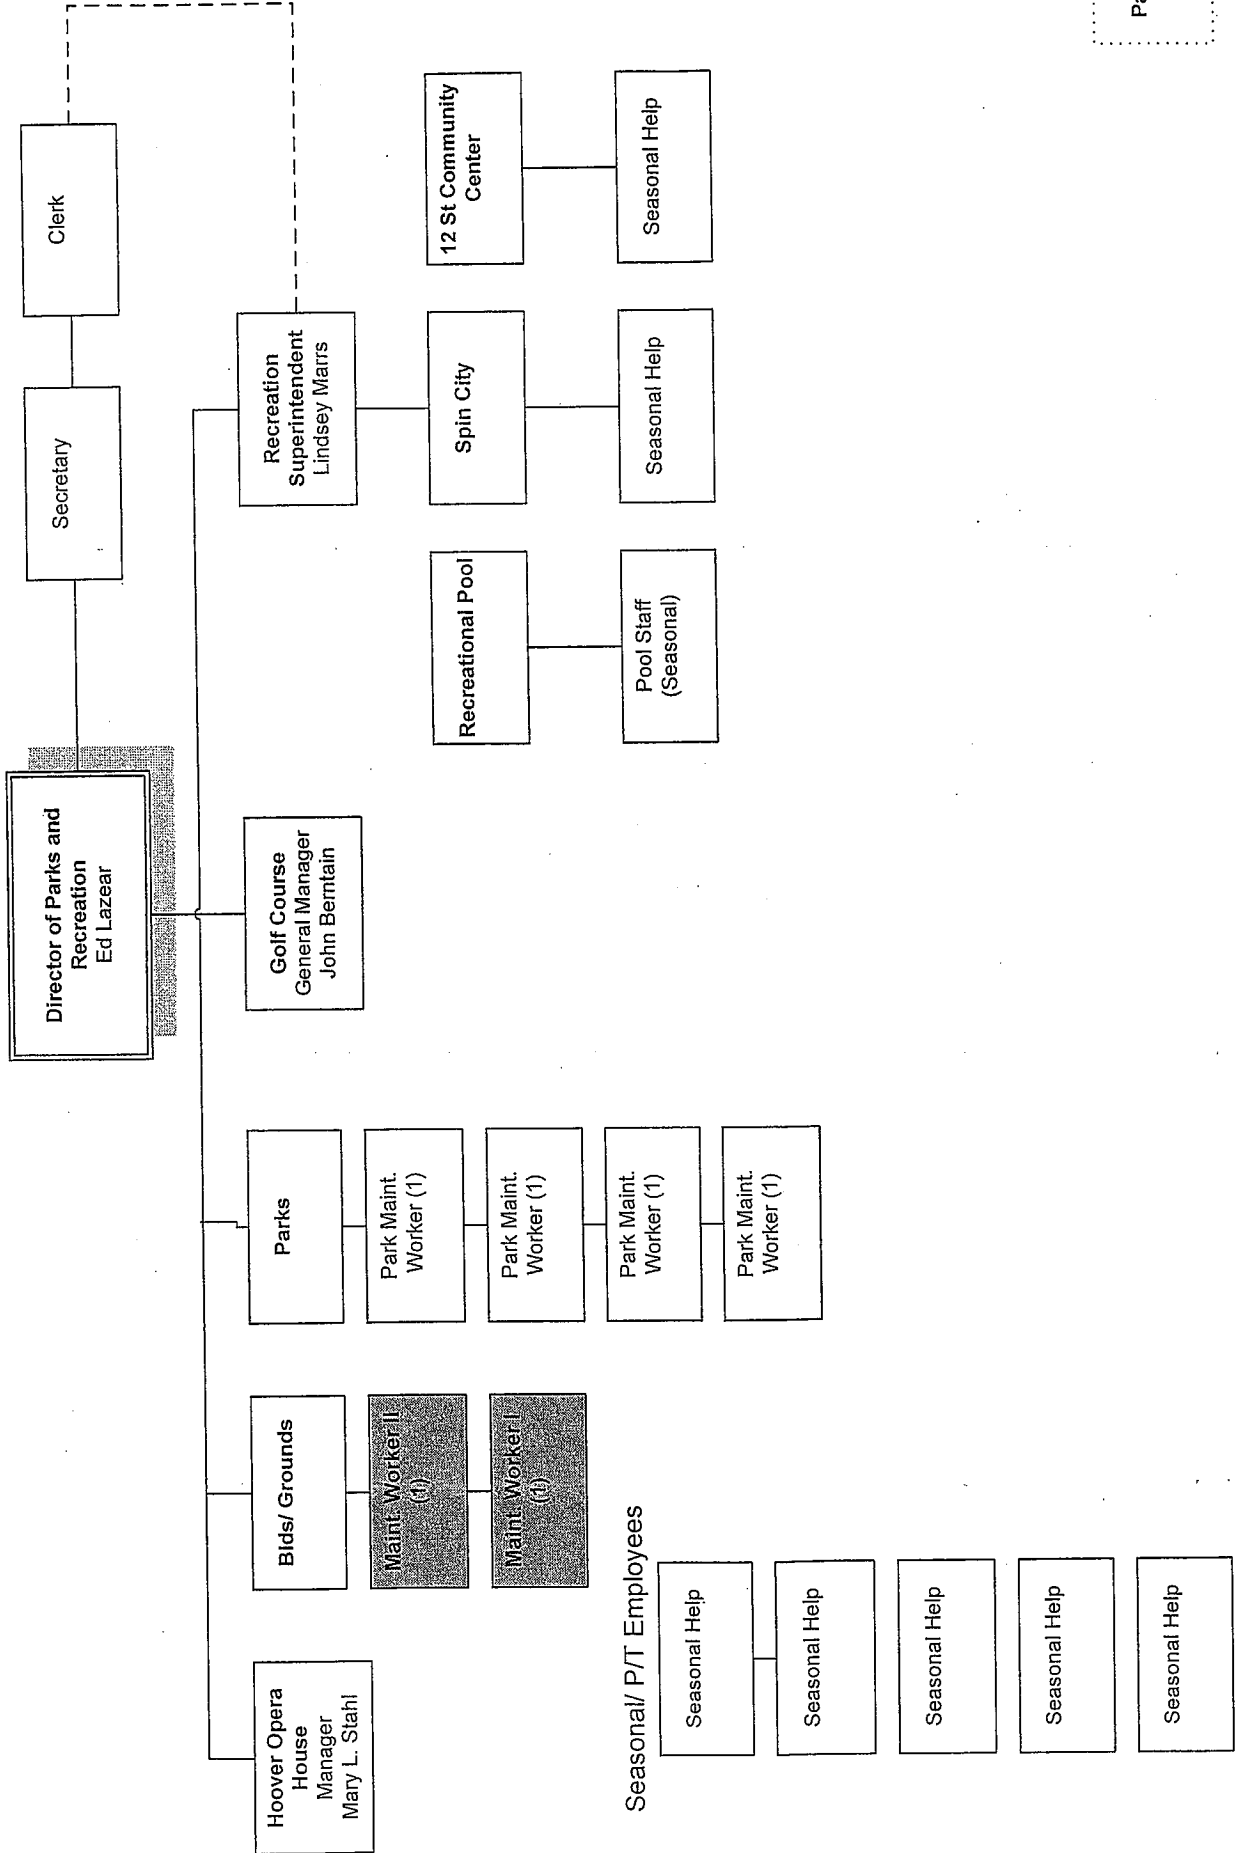 Director of Parks and
Recreation
Ed Lazear
Secretary
Clerk
Hoover Opera
House
Manager
Mary L. Stahl
Blds/ Grounds
Maint. Worker II
(1)
Maint. Worker I
(1)
Parks
Park Maint.
Worker (1)
Park Maint.
Worker (1)
Park Maint.
Worker (1)
Park Maint.
Worker (1)
Golf Course
General Manager
John Berntain
Recreation
Superintendent
Lindsey Marrs
Recreational Pool
Pool Staff
(Seasonal)
Spin City
Seasonal Help
12 St Community
Center
Seasonal Help
Seasonal/ P/T Employees
Seasonal Help
Seasonal Help
Seasonal Help
Seasonal Help
Seasonal Help